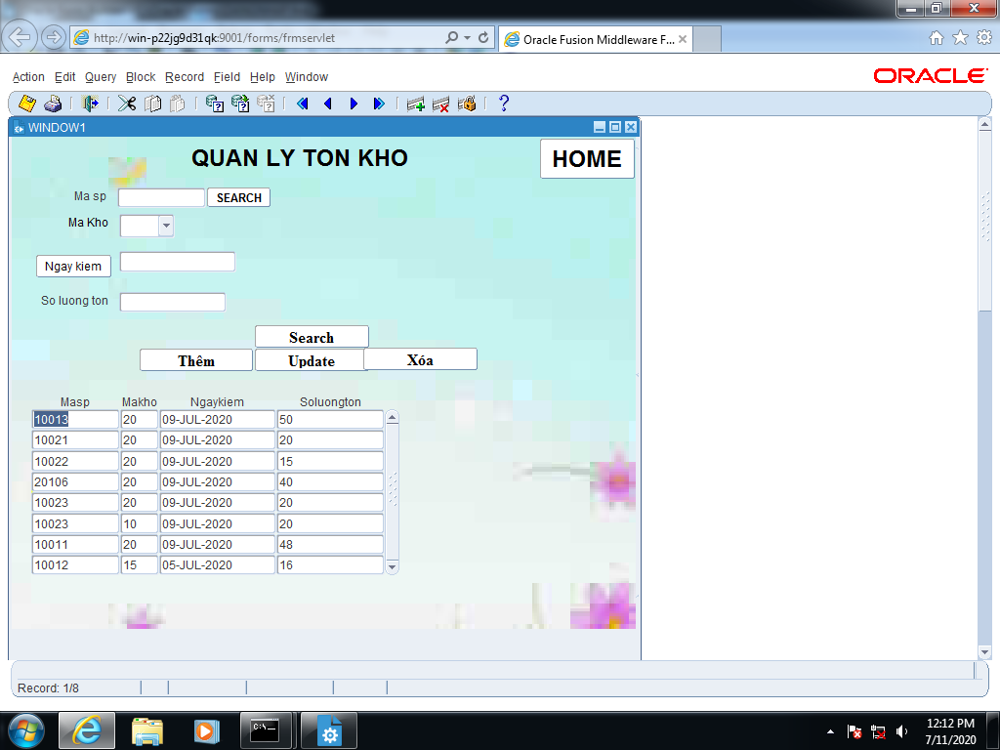 http://win-p22jg9d31qk:9001/forms/frmservlet
Oracle Fusion Middleware F...
Action Edit Query Block Record Field Help Window
ORACLE
WINDOW1
QUAN LY TON KHO
HOME
Ma sp
SEARCH
Ma Kho
Ngay kiem
So luong ton
Search
Thêm Update Xóa
Masp Makho Ngaykiem Soluongton
10013 20 09-JUL-2020 50
10021 20 09-JUL-2020 20
10022 20 09-JUL-2020 15
20106 20 09-JUL-2020 40
10023 20 09-JUL-2020 20
10023 10 09-JUL-2020 20
10011 20 09-JUL-2020 48
10012 15 05-JUL-2020 16
Record: 1/8
12:12 PM
7/11/2020